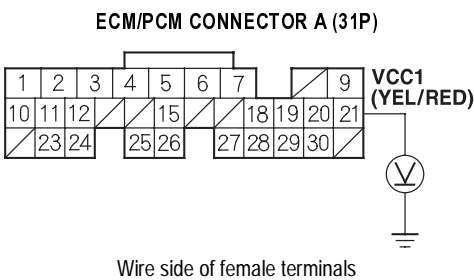 ECM/PCM CONNECTOR A (31P)
1 2 3 4 5 6 7 9
VCC1
(YEL/RED)
10 11 12 15 18 19 20 21
23 24 25 26 27 28 29 30
V
Wire side of female terminals